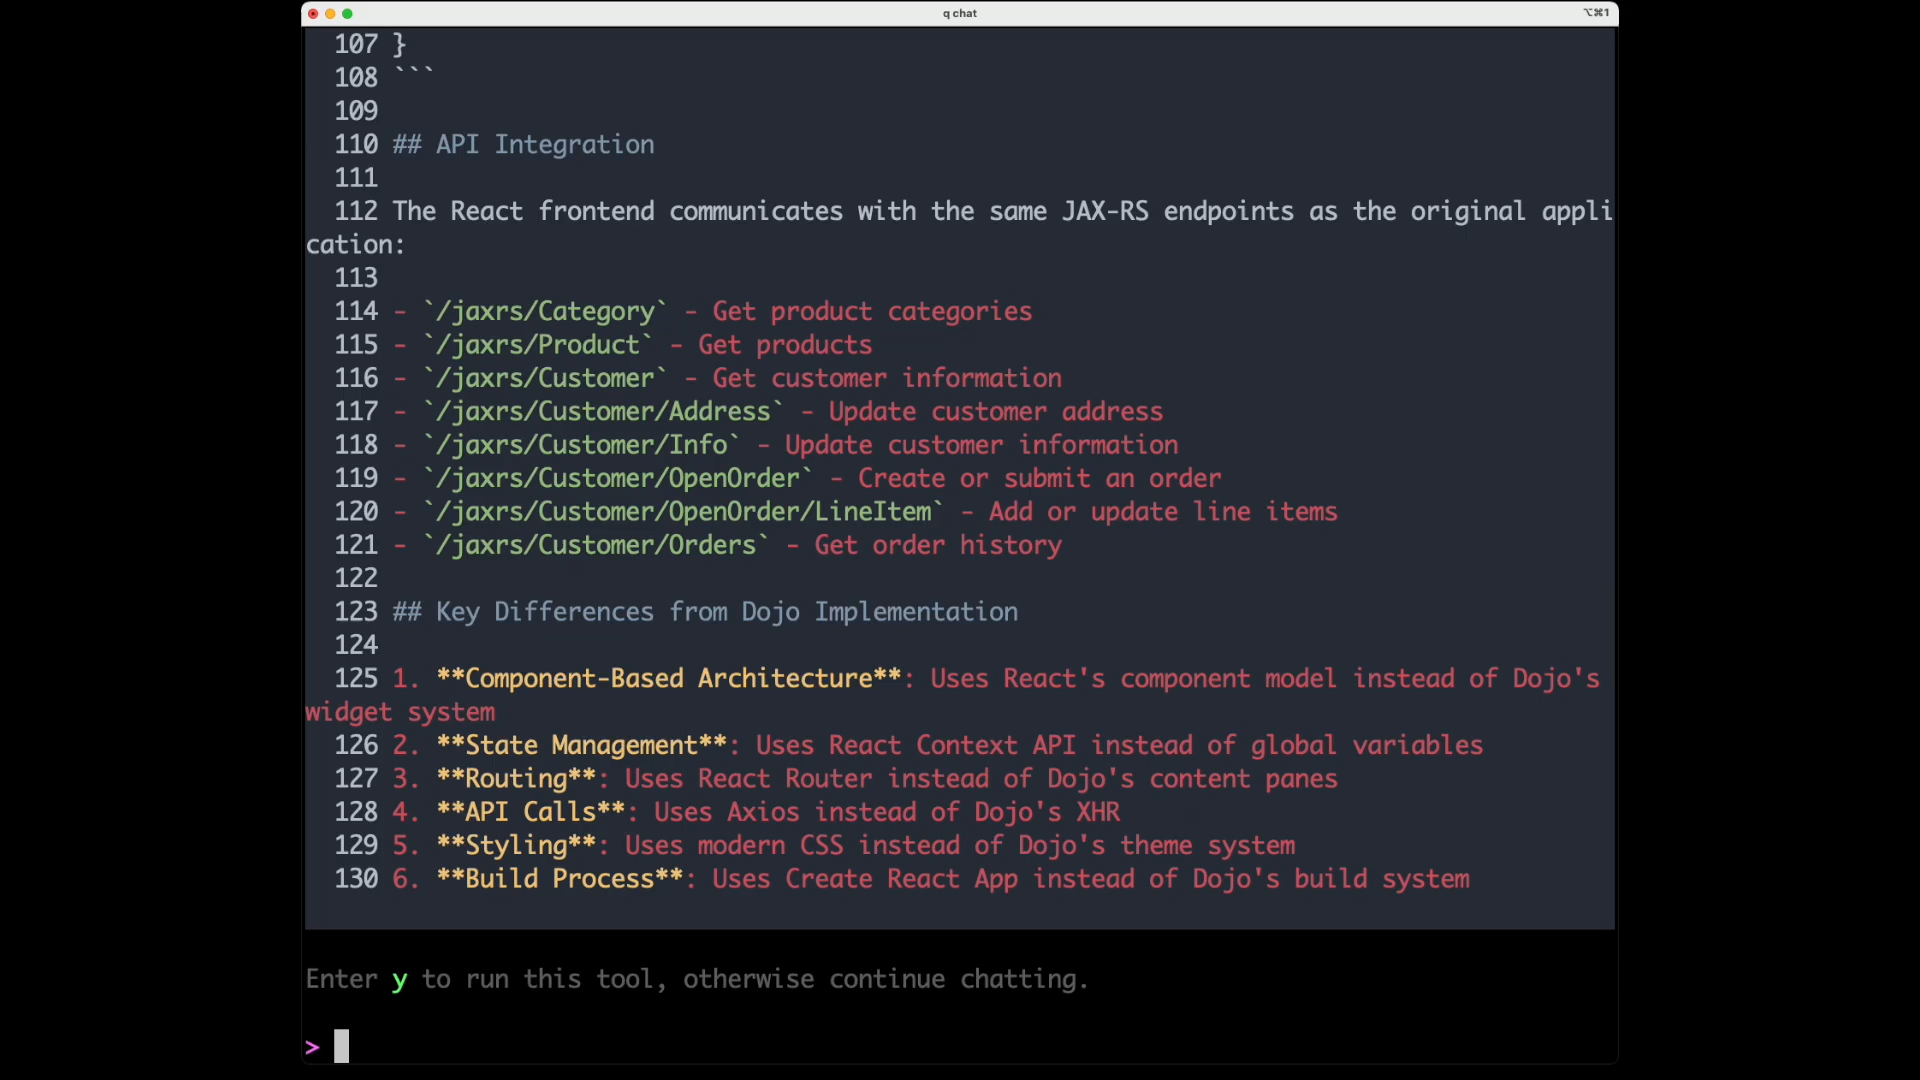 q chat
⌥⌘1
107 }
108 ```
109
110 ## API Integration
111
112 The React frontend communicates with the same JAX-RS endpoints as the original appli
cation:
113
114 - `/jaxrs/Category` - Get product categories
115 - `/jaxrs/Product` - Get products
116 - `/jaxrs/Customer` - Get customer information
117 - `/jaxrs/Customer/Address` - Update customer address
118 - `/jaxrs/Customer/Info` - Update customer information
119 - `/jaxrs/Customer/OpenOrder` - Create or submit an order
120 - `/jaxrs/Customer/OpenOrder/LineItem` - Add or update line items
121 - `/jaxrs/Customer/Orders` - Get order history
122
123 ## Key Differences from Dojo Implementation
124
125 1. **Component-Based Architecture**: Uses React's component model instead of Dojo's
widget system
126 2. **State Management**: Uses React Context API instead of global variables
127 3. **Routing**: Uses React Router instead of Dojo's content panes
128 4. **API Calls**: Uses Axios instead of Dojo's XHR
129 5. **Styling**: Uses modern CSS instead of Dojo's theme system
130 6. **Build Process**: Uses Create React App instead of Dojo's build system
Enter y to run this tool, otherwise continue chatting.
>